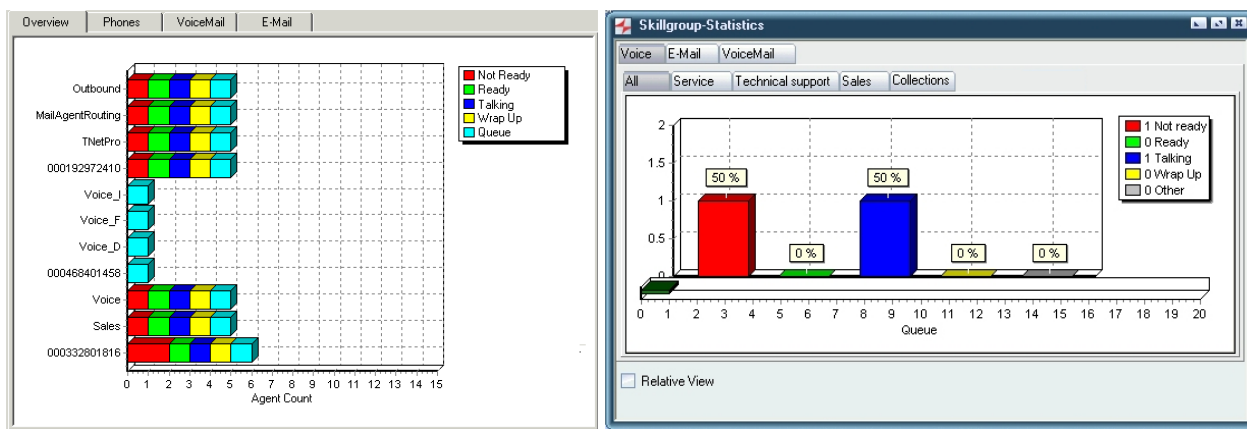 Overview Phones VoiceMail E-Mail
Not Ready
Ready
Talking
Wrap Up
Queue
Outbound
MailAgentRouting
TNetPro
000192972410
Voice_I
Voice_F
Voice_D
000468401458
Voice
Sales
000332801816
0 1 2 3 4 5 6 7 8 9 10 11 12 13 14 15
Agent Count
Skillgroup-Statistics
Voice E-Mail VoiceMail
All Service Technical support Sales Collections
2
1.5
1
0.5
0
50 % 0 % 50 % 0 % 0 %
1 Not ready
0 Ready
1 Talking
0 Wrap Up
0 Other
0 1 2 3 4 5 6 7 8 9 10 11 12 13 14 15 16 17 18 19 20
Queue
Relative View